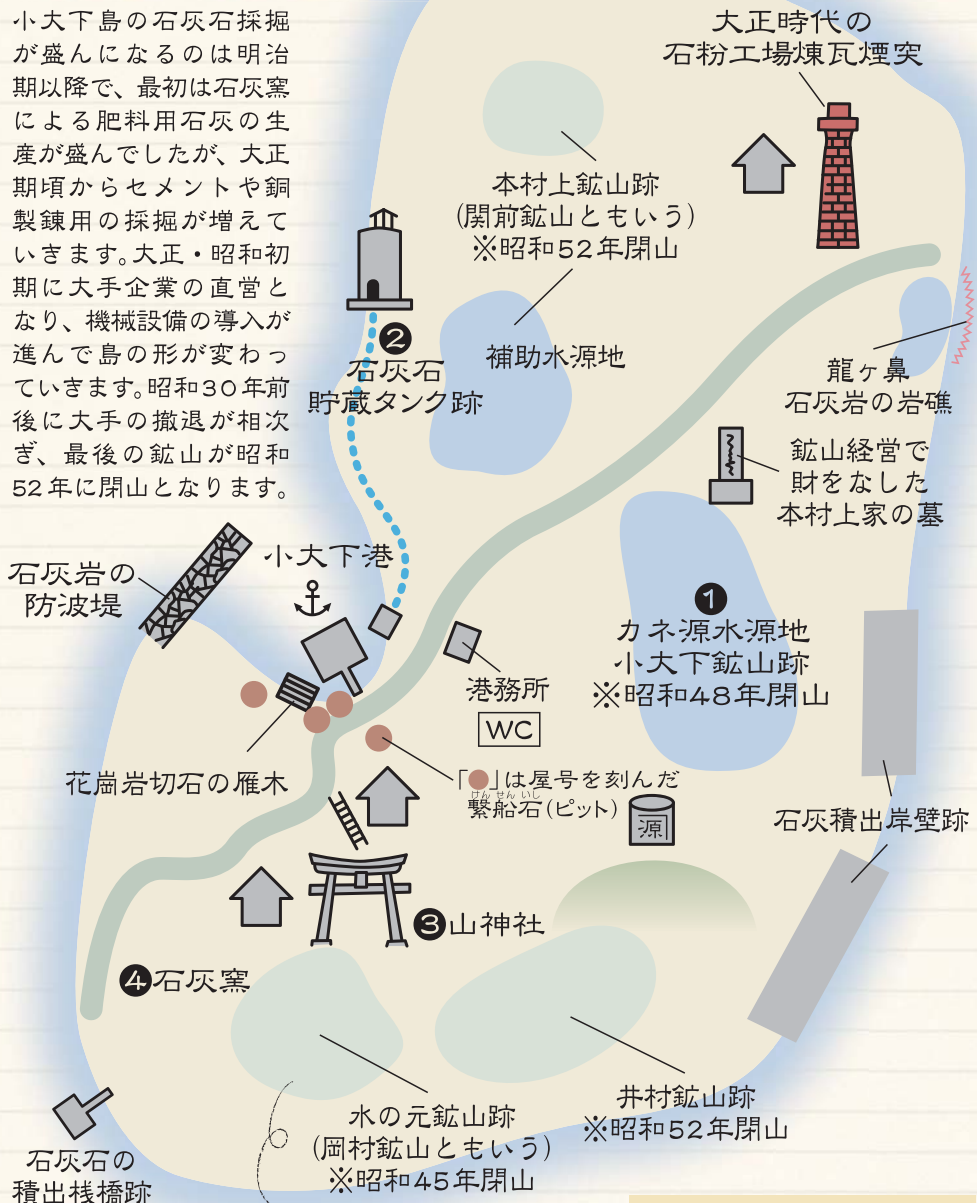 小大下島の石灰石採掘
が盛んになるのは明治
期以降で、最初は石灰窯
による肥料用石灰の生
産が盛んでしたが、大正
期頃からセメントや銅
製錬用の採掘が増えて
いきます。大正・昭和初
期に大手企業の直営と
なり、機械設備の導入が
進んで島の形が変わっ
ていきます。昭和30年前
後に大手の撤退が相次
ぎ、最後の鉱山が昭和
52年に閉山となります。
大正時代の
石粉工場煉瓦煙突
本村上鉱山跡
(関前鉱山ともいう)
※昭和52年閉山
❷
石灰石
貯蔵タンク跡
補助水源地
龍ヶ鼻
石灰岩の岩礁
鉱山経営で
財をなした
本村上家の墓
石灰岩の
防波堤
小大下港
❶
カネ源水源地
小大下鉱山跡
※昭和48年閉山
港務所
WC
花崗岩切石の雁木
「●」は屋号を刻んだ
けんせんいし
繋船石(ピット)
源
石灰積出岸壁跡
❸山神社
❹石灰窯
水の元鉱山跡
(岡村鉱山ともいう)
※昭和45年閉山
井村鉱山跡
※昭和52年閉山
石灰石の
積出桟橋跡